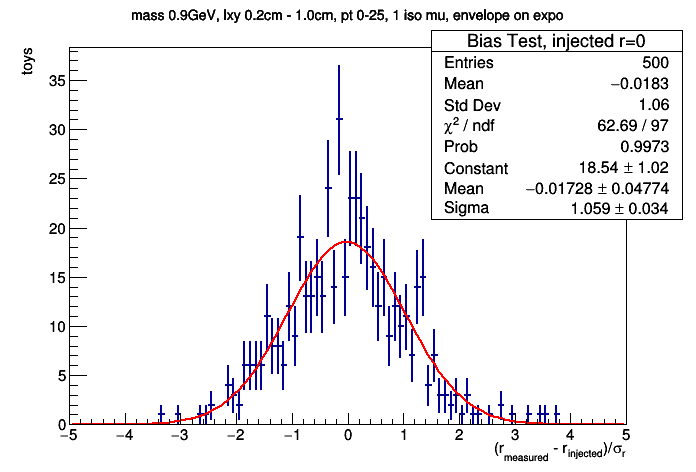 mass 0.9GeV, lxy 0.2cm - 1.0cm, pt 0-25, 1 iso mu, envelope on expo
toys
Bias Test, injected r=0
Entries 500
Mean −0.0183
Std Dev 1.06
χ² / ndf 62.69 / 97
Prob 0.9973
Constant 18.54 ± 1.02
Mean −0.01728 ± 0.04774
Sigma 1.059 ± 0.034
35
30
25
20
15
10
5
0
−5 −4 −3 −2 −1 0 1 2 3 4 5
(r_measured - r_injected)/σ_r